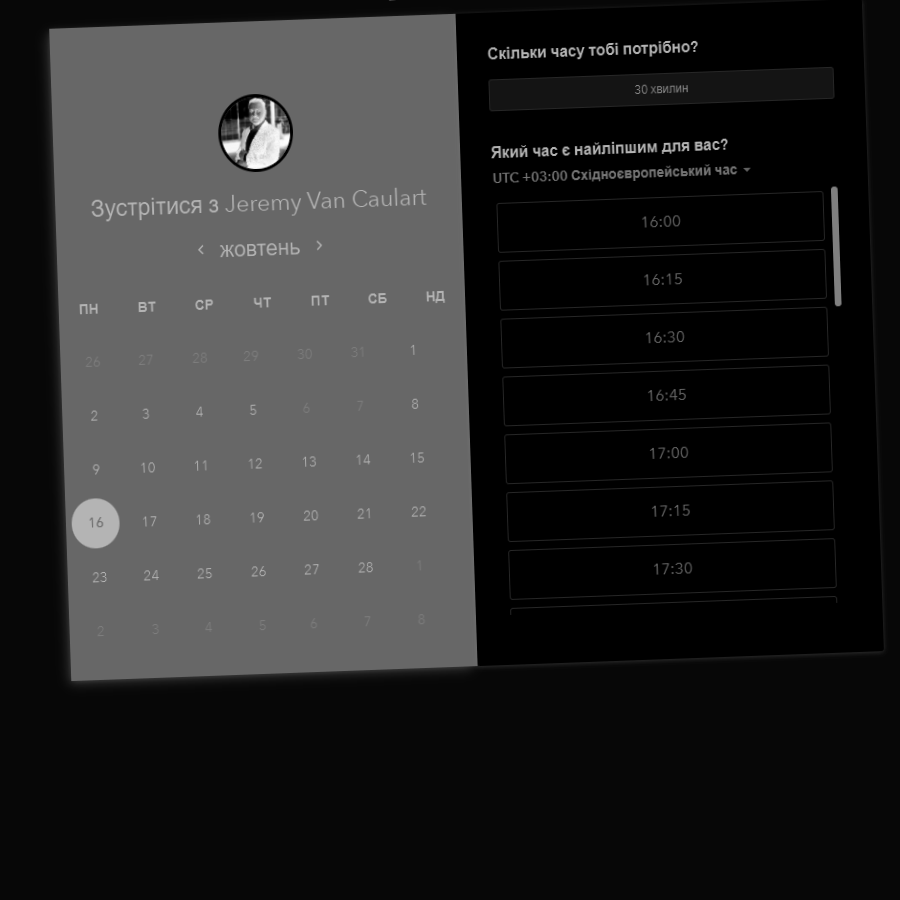 Зустрітися з Jeremy Van Caulart
жовтень
ПН ВТ СР ЧТ ПТ СБ НД
26 27 28 29 30 31 1
2 3 4 5 6 7 8
9 10 11 12 13 14 15
16 17 18 19 20 21 22
23 24 25 26 27 28 1
2 3 4 5 6 7 8
Скільки часу тобі потрібно?
30 хвилин
Який час є найліпшим для вас?
UTC +03:00 Східноєвропейський час
16:00
16:15
16:30
16:45
17:00
17:15
17:30